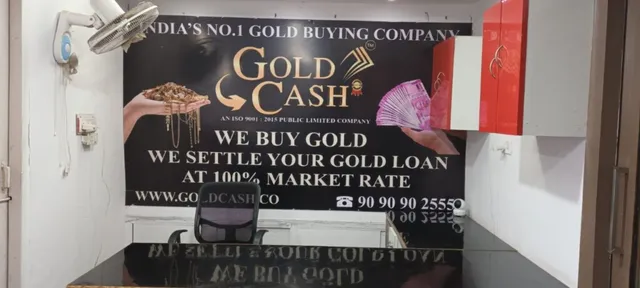 INDIA'S NO.1 GOLD BUYING COMPANY
GOLD
CASH
TM
AN ISO 9001 : 2015 PUBLIC LIMITED COMPANY
WE BUY GOLD
WE SETTLE YOUR GOLD LOAN
AT 100% MARKET RATE
WWW.GOLDCASH.CO
90 90 90 2555